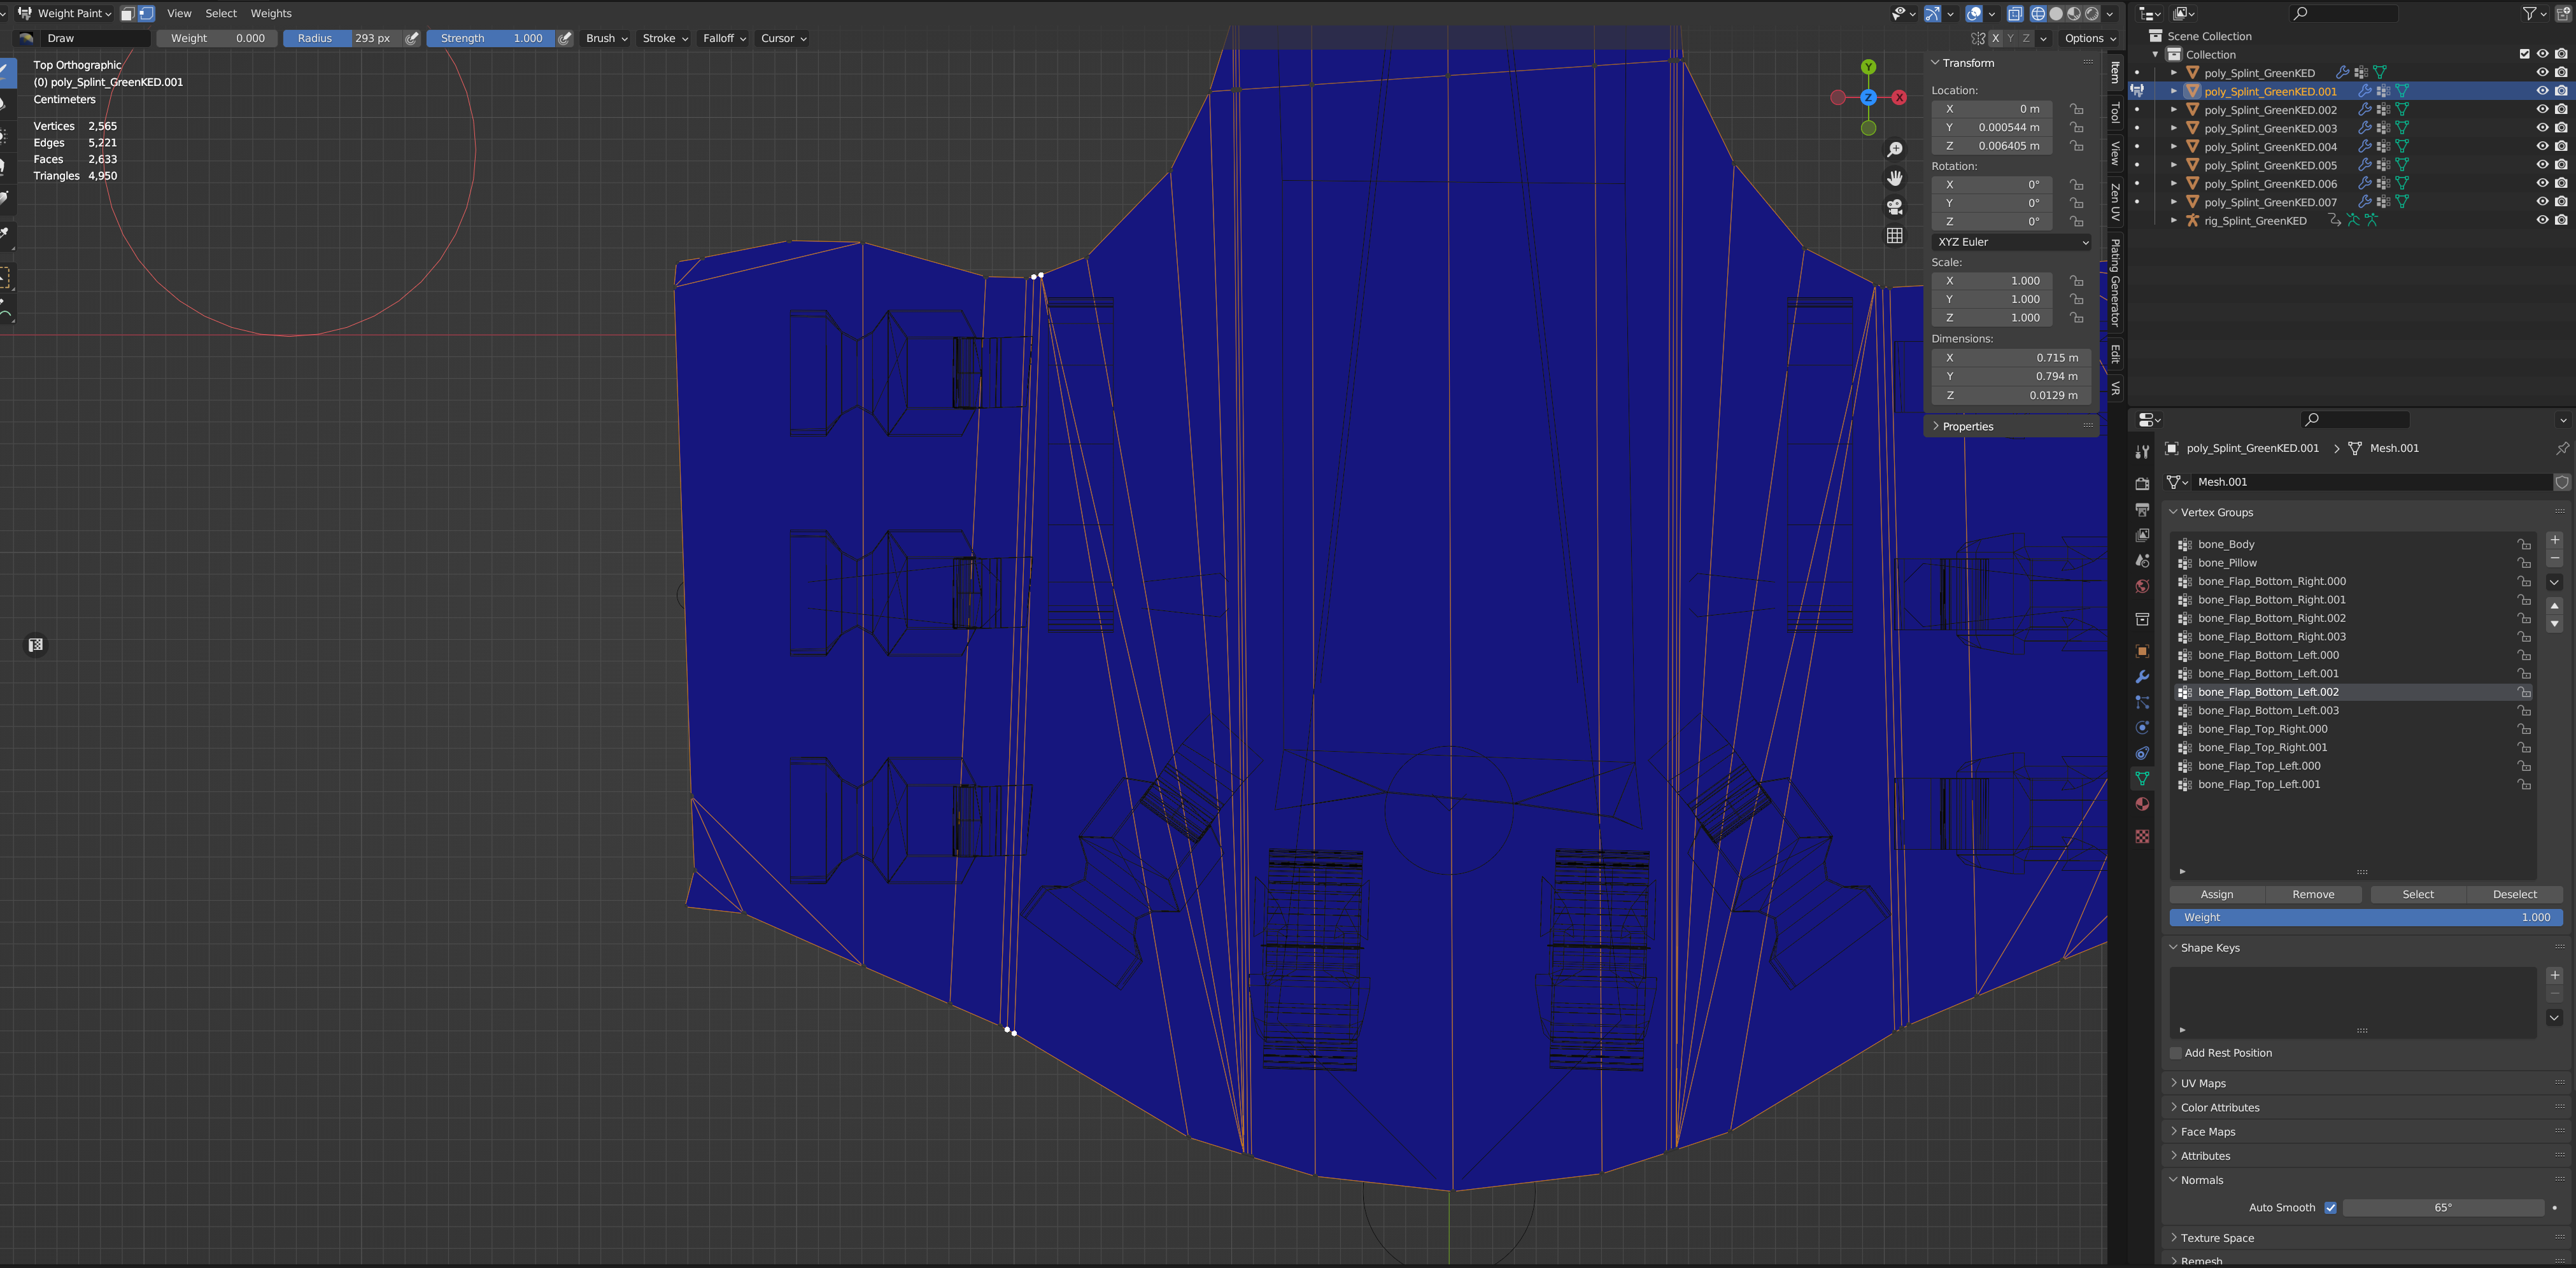 Weight Paint View Select Weights
Draw Weight 0.000 Radius 293 px Strength 1.000 Brush Stroke Falloff Cursor X Y Z Options
Top Orthographic
(0) poly_Splint_GreenKED.001
Centimeters
Vertices 2,565
Edges 5,221
Faces 2,633
Triangles 4,950
Y
X
Z
Transform
Location:
X 0 m
Y 0.000544 m
Z 0.006405 m
Rotation:
X 0°
Y 0°
Z 0°
XYZ Euler
Scale:
X 1.000
Y 1.000
Z 1.000
Dimensions:
X 0.715 m
Y 0.794 m
Z 0.0129 m
Properties
Item
Tool
View
Zen UV
Plating Generator
Edit
VR
Scene Collection
Collection
poly_Splint_GreenKED
poly_Splint_GreenKED.001
poly_Splint_GreenKED.002
poly_Splint_GreenKED.003
poly_Splint_GreenKED.004
poly_Splint_GreenKED.005
poly_Splint_GreenKED.006
poly_Splint_GreenKED.007
rig_Splint_GreenKED
poly_Splint_GreenKED.001 > Mesh.001
Mesh.001
Vertex Groups
bone_Body
bone_Pillow
bone_Flap_Bottom_Right.000
bone_Flap_Bottom_Right.001
bone_Flap_Bottom_Right.002
bone_Flap_Bottom_Right.003
bone_Flap_Bottom_Left.000
bone_Flap_Bottom_Left.001
bone_Flap_Bottom_Left.002
bone_Flap_Bottom_Left.003
bone_Flap_Top_Right.000
bone_Flap_Top_Right.001
bone_Flap_Top_Left.000
bone_Flap_Top_Left.001
Assign Remove Select Deselect
Weight 1.000
Shape Keys
Add Rest Position
UV Maps
Color Attributes
Face Maps
Attributes
Normals
Auto Smooth 65°
Texture Space
Remesh